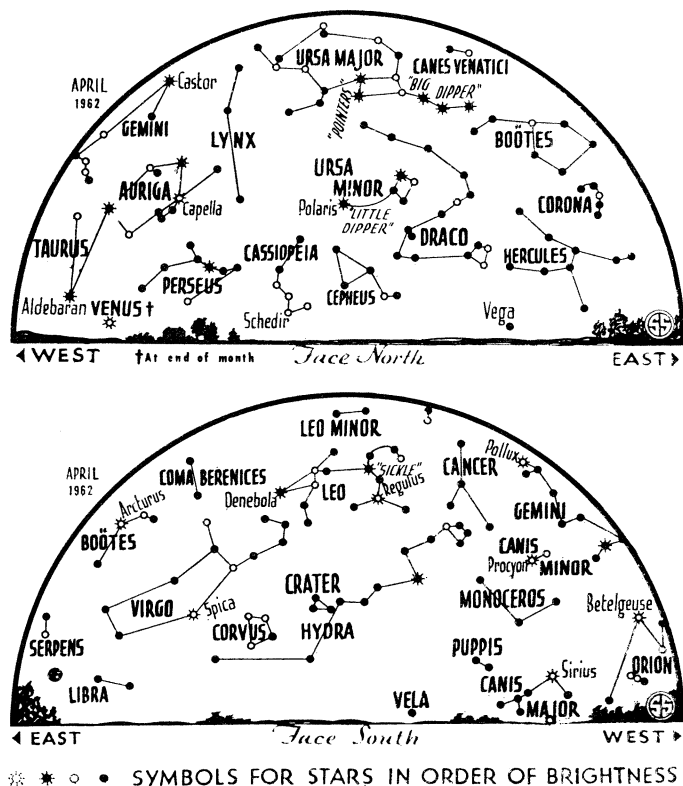 URSA MAJOR
CANES VENATICI
APRIL
1962
Castor
"BIG DIPPER"
"POINTERS"
GEMINI
LYNX
BOÖTES
URSA
MINOR
AURIGA
Capella
Polaris
"LITTLE
DIPPER"
CORONA
TAURUS
DRACO
CASSIOPEIA
HERCULES
PERSEUS
CEPHEUS
Aldebaran
VENUS †
Schedir
Vega
SS
WEST
†At end of month
Face North
EAST
LEO MINOR
APRIL
1962
COMA BERENICES
"SICKLE"
CANCER
Pollux
Denebola
LEO
Regulus
Arcturus
GEMINI
BOÖTES
CANIS
MINOR
Procyon
CRATER
VIRGO
Spica
MONOCEROS
Betelgeuse
CORVUS
HYDRA
SERPENS
PUPPIS
ORION
Sirius
LIBRA
CANIS
MAJOR
VELA
SS
EAST
Face South
WEST
SYMBOLS FOR STARS IN ORDER OF BRIGHTNESS